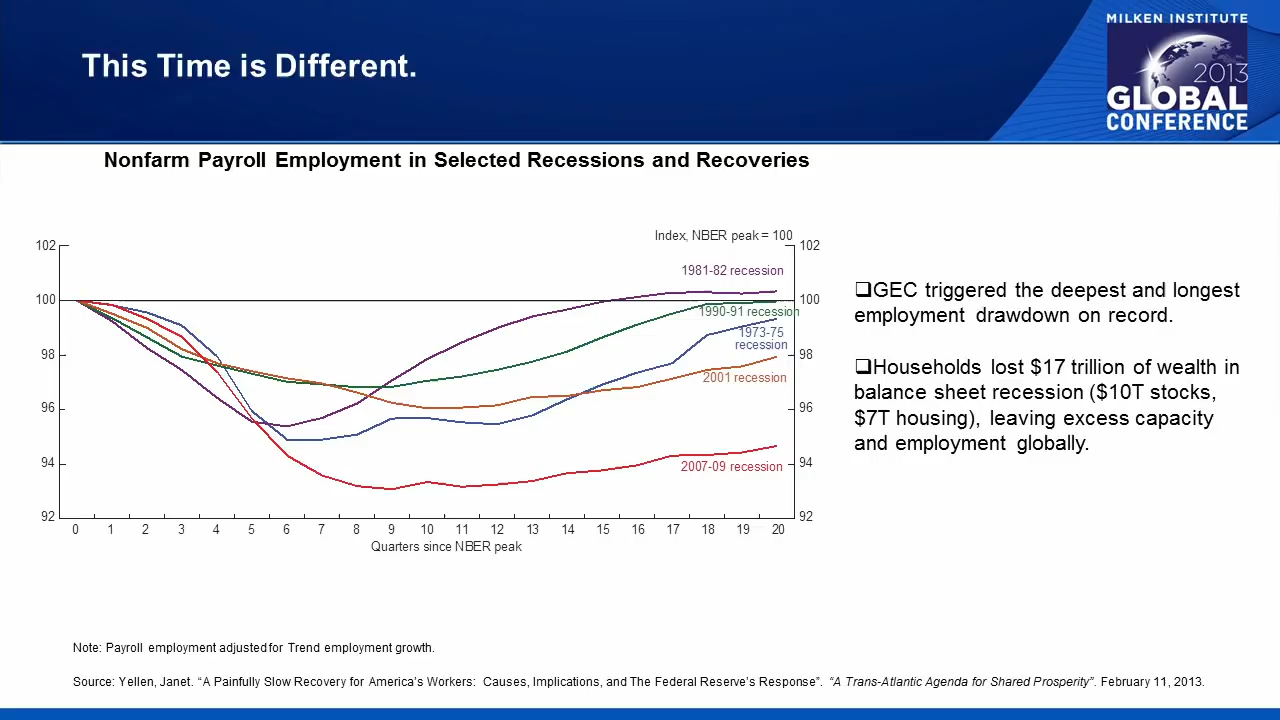 MILKEN INSTITUTE
2013
GLOBAL
CONFERENCE
This Time is Different.
Nonfarm Payroll Employment in Selected Recessions and Recoveries
Index, NBER peak = 100
102
102
1981-82 recession
100
100
1990-91 recession
1973-75
recession
98
98
2001 recession
96
96
94
94
2007-09 recession
92
92
0 1 2 3 4 5 6 7 8 9 10 11 12 13 14 15 16 17 18 19 20
Quarters since NBER peak
❑GEC triggered the deepest and longest
employment drawdown on record.
❑Households lost $17 trillion of wealth in
balance sheet recession ($10T stocks,
$7T housing), leaving excess capacity
and employment globally.
Note: Payroll employment adjusted for Trend employment growth.
Source: Yellen, Janet. “A Painfully Slow Recovery for America’s Workers: Causes, Implications, and The Federal Reserve’s Response”. “A Trans-Atlantic Agenda for Shared Prosperity”. February 11, 2013.